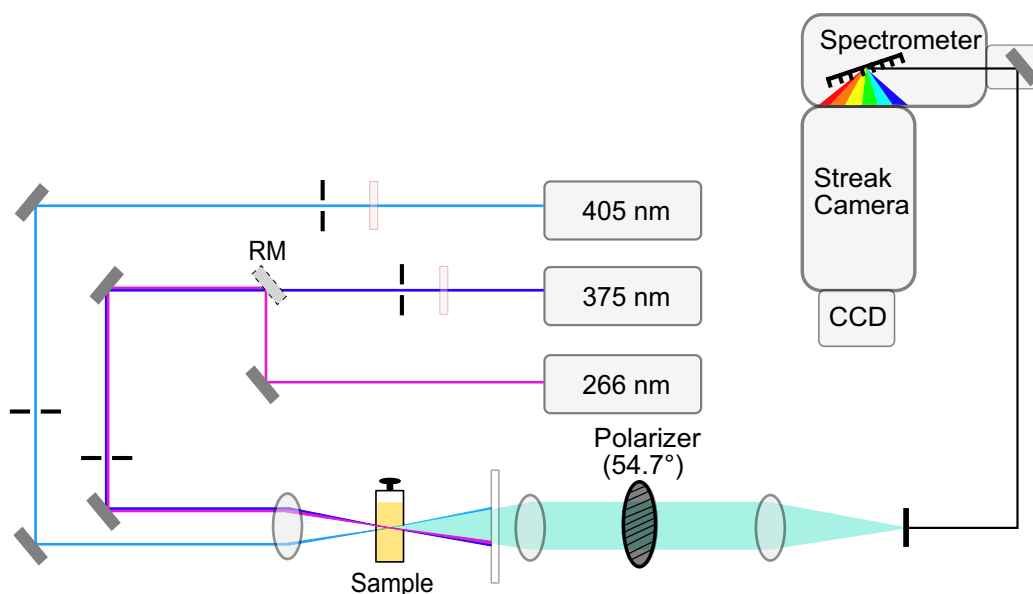 Spectrometer
Streak
Camera
CCD
405 nm
RM
375 nm
266 nm
Polarizer
(54.7°)
Sample